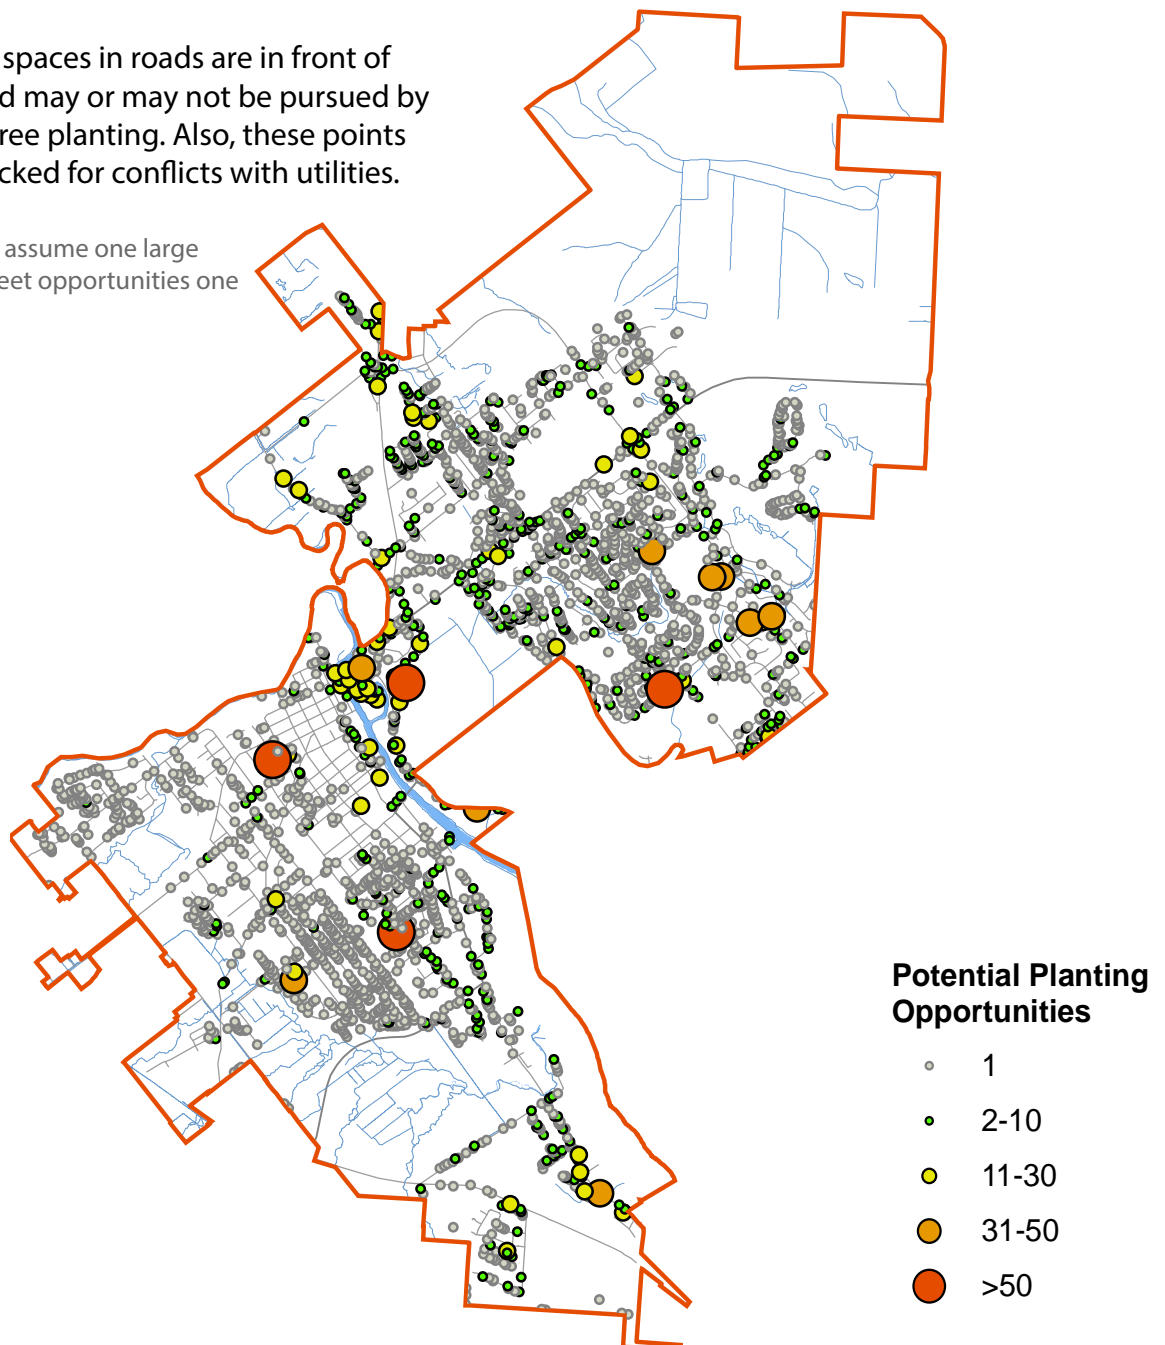 spaces in roads are in front of
d may or may not be pursued by
ree planting. Also, these points
cked for conflicts with utilities.
assume one large
eet opportunities one
Potential Planting
Opportunities
1
2-10
11-30
31-50
>50